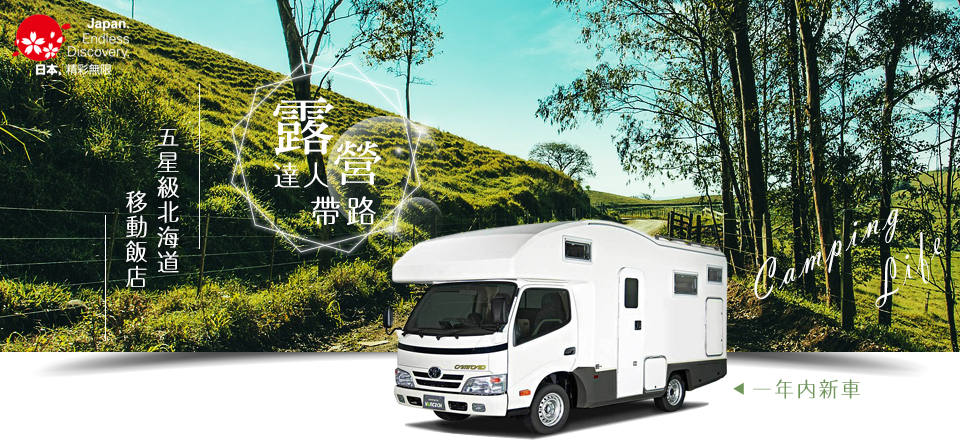 Japan
Endless
Discovery
日本，精彩無限
五星級北海道
移動飯店
露營
達人
帶路
Camping
Life
CAMROAD
◀一年內新車